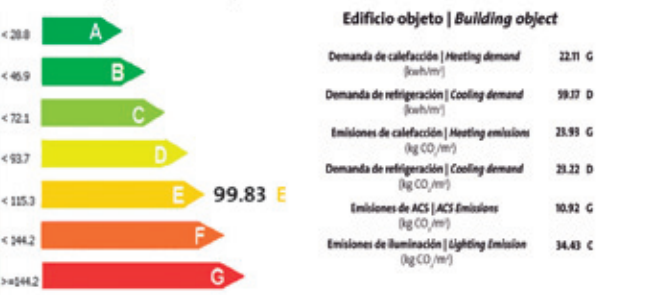 Edificio objeto | Building object
< 28.8 A
< 46.9 B
< 72.1 C
< 93.7 D
< 115.3 E 99.83 E
< 144.2 F
>=144.2 G
Demanda de calefacción | Heating demand 22.11 G
(kwh/m²)
Demanda de refrigeración | Cooling demand 59.17 D
(kwh/m²)
Emisiones de calefacción | Heating emissions 23.93 G
(kg CO₂/m²)
Demanda de refrigeración | Cooling demand 23.22 D
(kg CO₂/m²)
Emisiones de ACS | ACS Emissions 10.92 G
(kg CO₂/m²)
Emisiones de iluminación | Lighting Emission 34,43 C
(kg CO₂/m²)